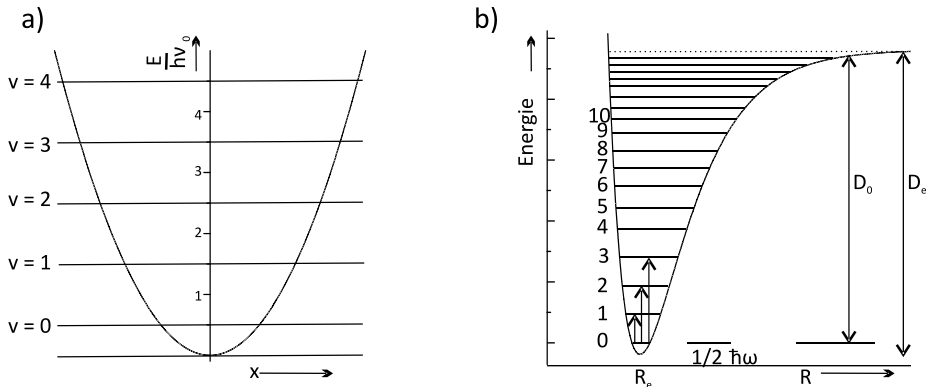 a)
E
hν₀
v = 4
v = 3
v = 2
v = 1
v = 0
4
3
2
1
x
b)
Energie
10
9
8
7
6
5
4
3
2
1
0
D₀
Dₑ
1/2 ħω
Rₑ
R